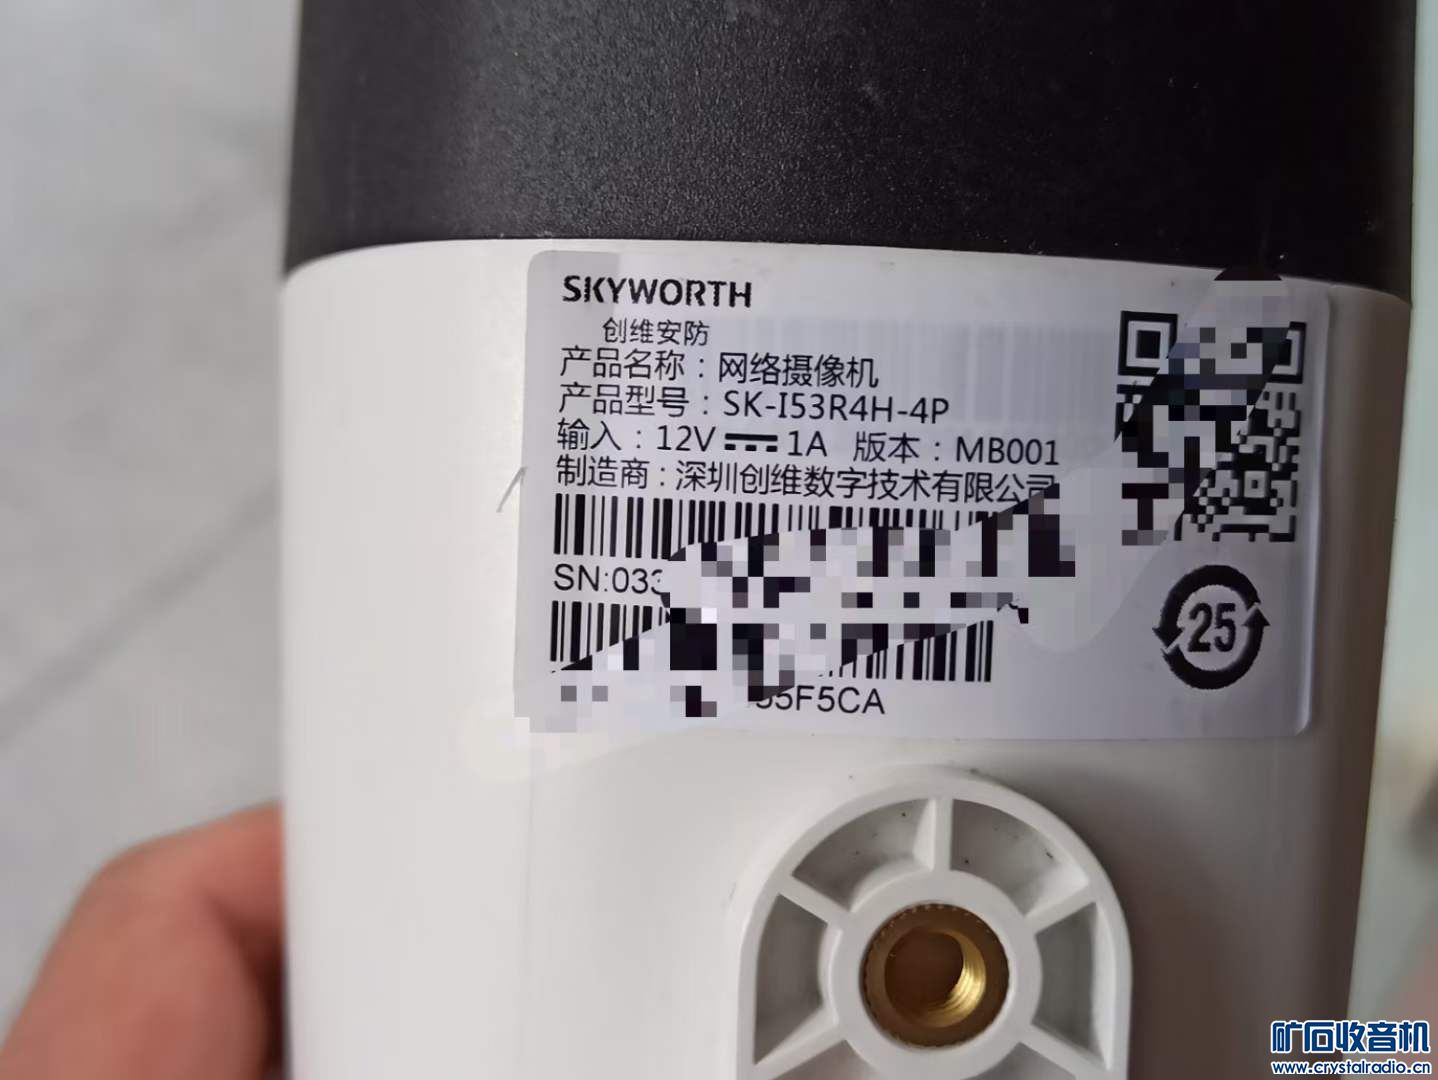 SKYWORTH
创维安防
产品名称：网络摄像机
产品型号：SK-I53R4H-4P
输入：12V 1A 版本：MB001
制造商：深圳创维数字技术有限公司
SN:033
25
35F5CA
矿石收音机
www.crystalradio.cn